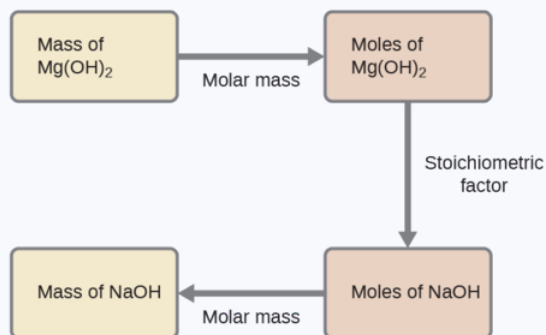 Mass of
Mg(OH)₂
Molar mass
Moles of
Mg(OH)₂
Stoichiometric
factor
Mass of NaOH
Molar mass
Moles of NaOH